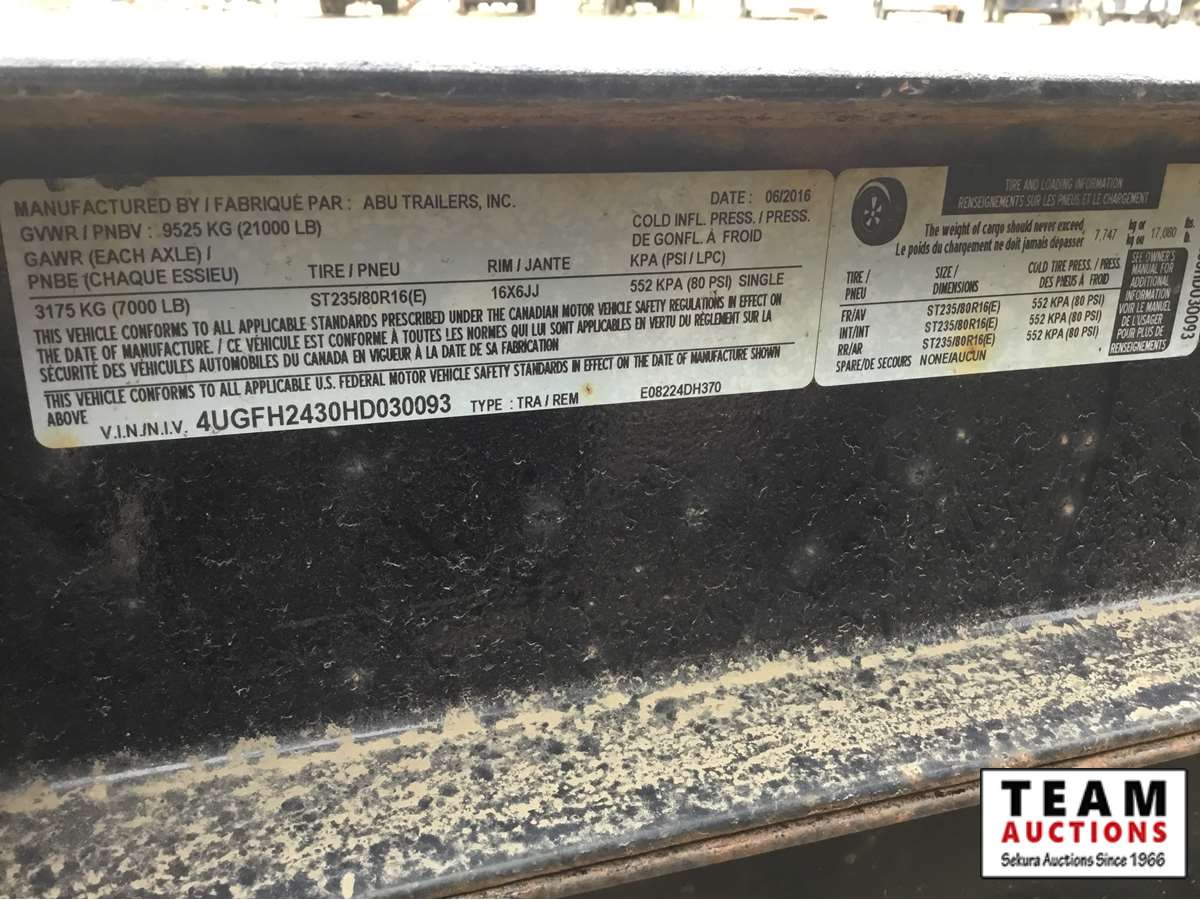 MANUFACTURED BY / FABRIQUÉ PAR : ABU TRAILERS, INC.
DATE : 06/2016
GVWR / PNBV : 9525 KG (21000 LB)
COLD INFL. PRESS. / PRESS.
DE GONFL. À FROID
GAWR (EACH AXLE) /
PNBE (CHAQUE ESSIEU)
TIRE / PNEU
RIM / JANTE
KPA (PSI / LPC)
3175 KG (7000 LB)
ST235/80R16(E)
16X6JJ
552 KPA (80 PSI) SINGLE
THIS VEHICLE CONFORMS TO ALL APPLICABLE STANDARDS PRESCRIBED UNDER THE CANADIAN MOTOR VEHICLE SAFETY REGULATIONS IN EFFECT ON
THE DATE OF MANUFACTURE. / CE VÉHICULE EST CONFORME À TOUTES LES NORMES QUI LUI SONT APPLICABLES EN VERTU DU RÉGLEMENT SUR LA
SÉCURITÉ DES VÉHICULES AUTOMOBILES DU CANADA EN VIGUEUR À LA DATE DE SA FABRICATION
THIS VEHICLE CONFORMS TO ALL APPLICABLE U.S. FEDERAL MOTOR VEHICLE SAFETY STANDARDS IN EFFECT ON THE DATE OF MANUFACTURE SHOWN
ABOVE
V.I.N./N.I.V. 4UGFH2430HD030093 TYPE : TRA / REM E08224DH370
TIRE AND LOADING INFORMATION
RENSEIGNEMENTS SUR LES PNEUS ET LE CHARGEMENT
The weight of cargo should never exceed 7,747 kg or 17,080 lbs.
Le poids du chargement ne doit jamais dépasser kg ou lb.
TIRE / PNEU
SIZE / DIMENSIONS
COLD TIRE PRESS./ PRESS. DES PNEUS À FROID
FR/AV ST235/80R16(E) 552 KPA (80 PSI)
INT/INT ST235/80R16(E) 552 KPA (80 PSI)
RR/AR ST235/80R16(E) 552 KPA (80 PSI)
SPARE/DE SECOURS NONE/AUCUN
SEE OWNER'S
MANUAL FOR
ADDITIONAL
INFORMATION
VOIR LE MANUEL
DE L'USAGER
POUR PLUS DE
RENSEIGNEMENTS
TEAM
AUCTIONS
Sekura Auctions Since 1966